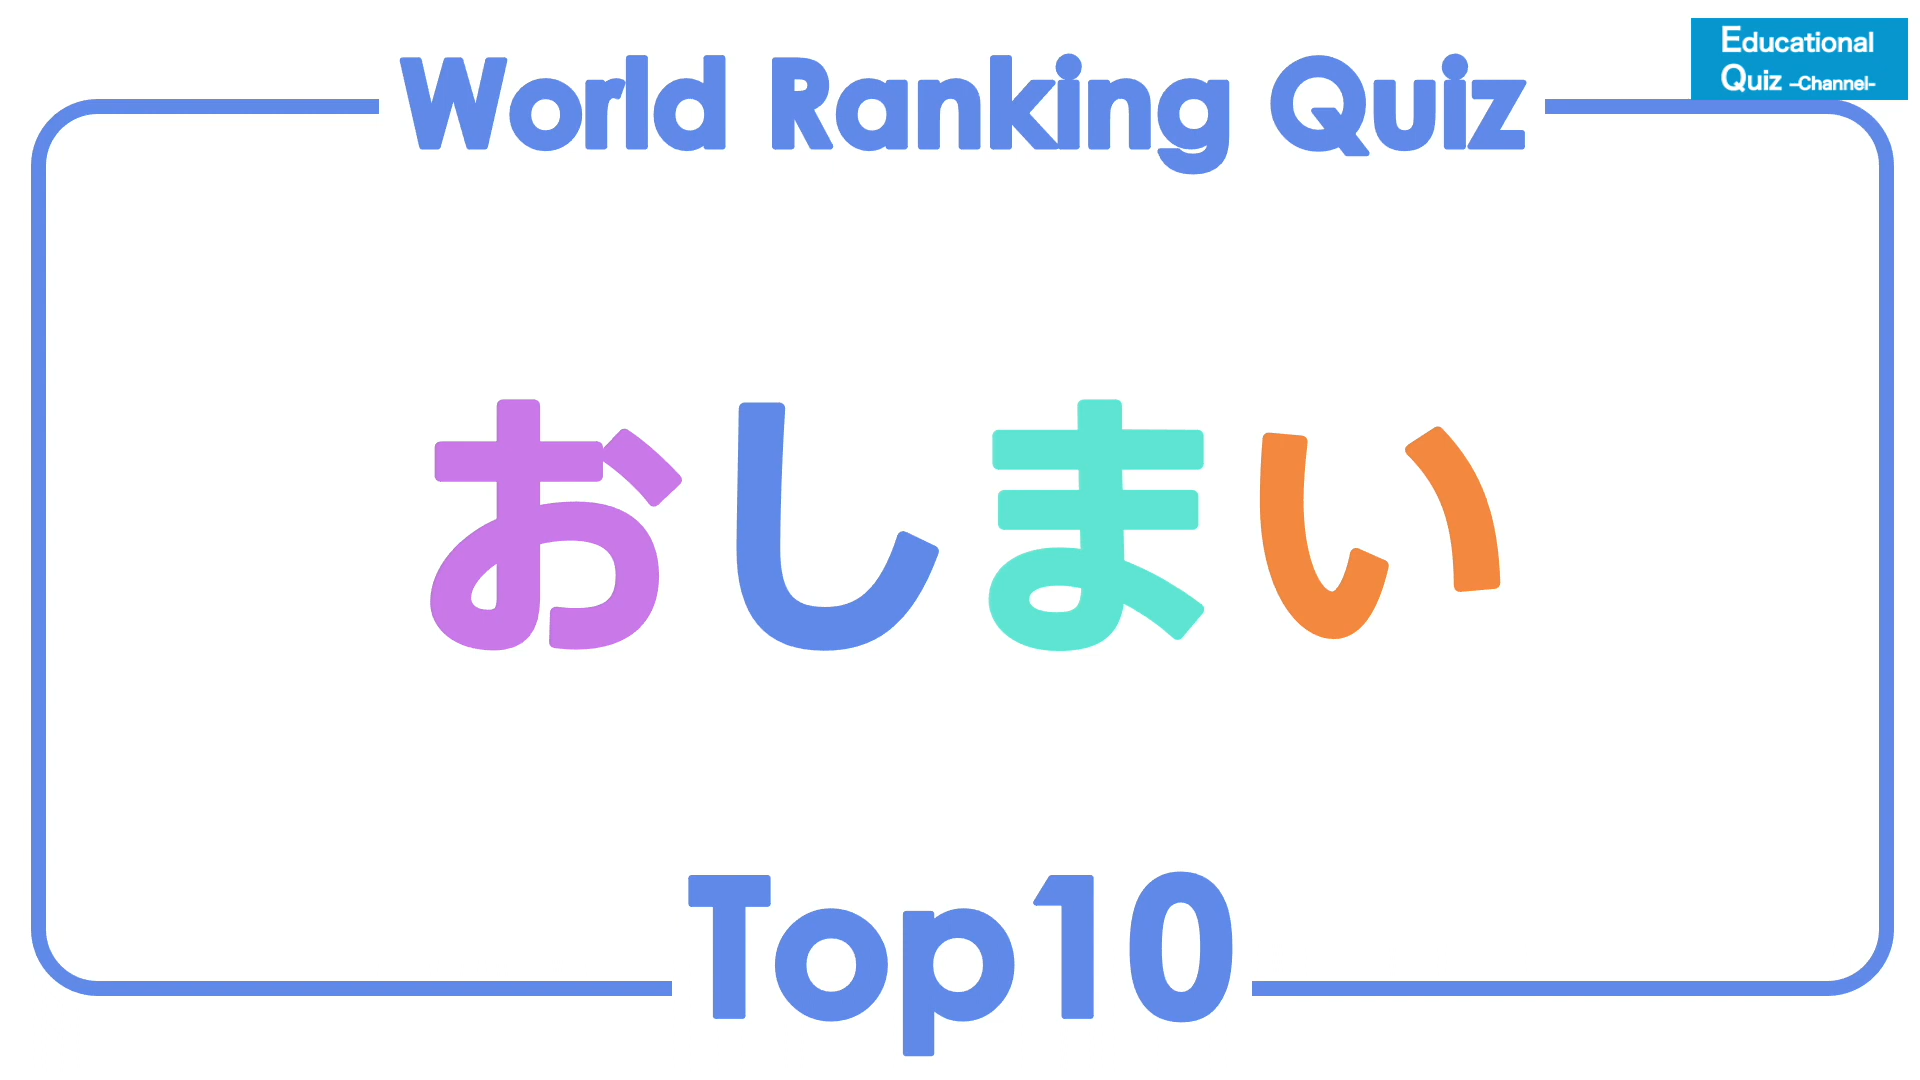 World Ranking Quiz
Educational
Quiz -Channel-
おしまい
Top10